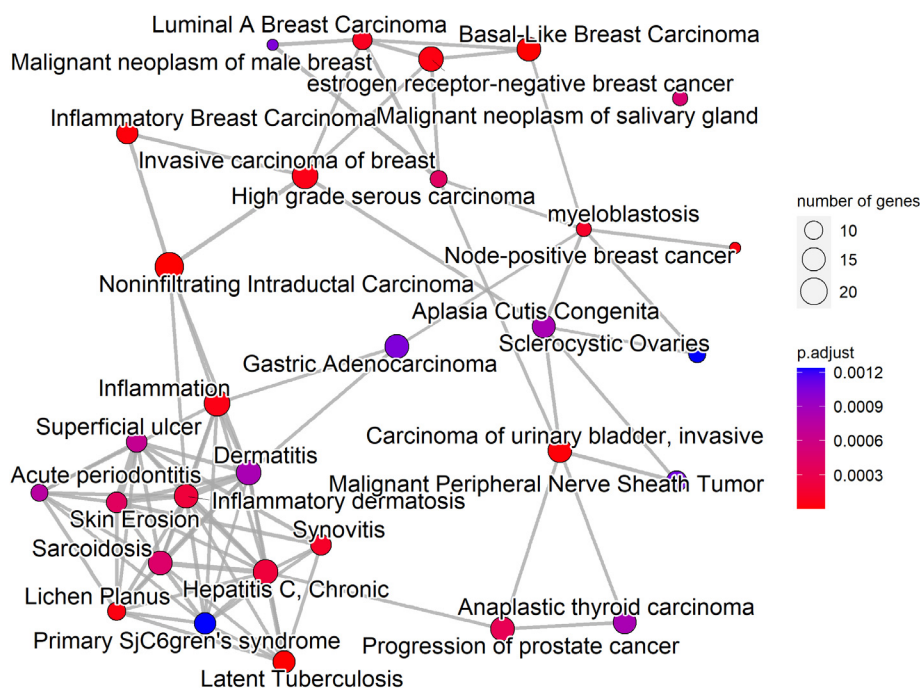 Luminal A Breast Carcinoma
Basal-Like Breast Carcinoma
Malignant neoplasm of male breast
estrogen receptor-negative breast cancer
Inflammatory Breast Carcinoma
Malignant neoplasm of salivary gland
Invasive carcinoma of breast
High grade serous carcinoma
myeloblastosis
Node-positive breast cancer
Noninfiltrating Intraductal Carcinoma
Aplasia Cutis Congenita
Sclerocystic Ovaries
Gastric Adenocarcinoma
Inflammation
Superficial ulcer
Carcinoma of urinary bladder, invasive
Dermatitis
Acute periodontitis
Malignant Peripheral Nerve Sheath Tumor
Inflammatory dermatosis
Skin Erosion
Synovitis
Sarcoidosis
Hepatitis C, Chronic
Lichen Planus
Anaplastic thyroid carcinoma
Primary SjC6gren's syndrome
Progression of prostate cancer
Latent Tuberculosis
number of genes
10
15
20
p.adjust
0.0012
0.0009
0.0006
0.0003